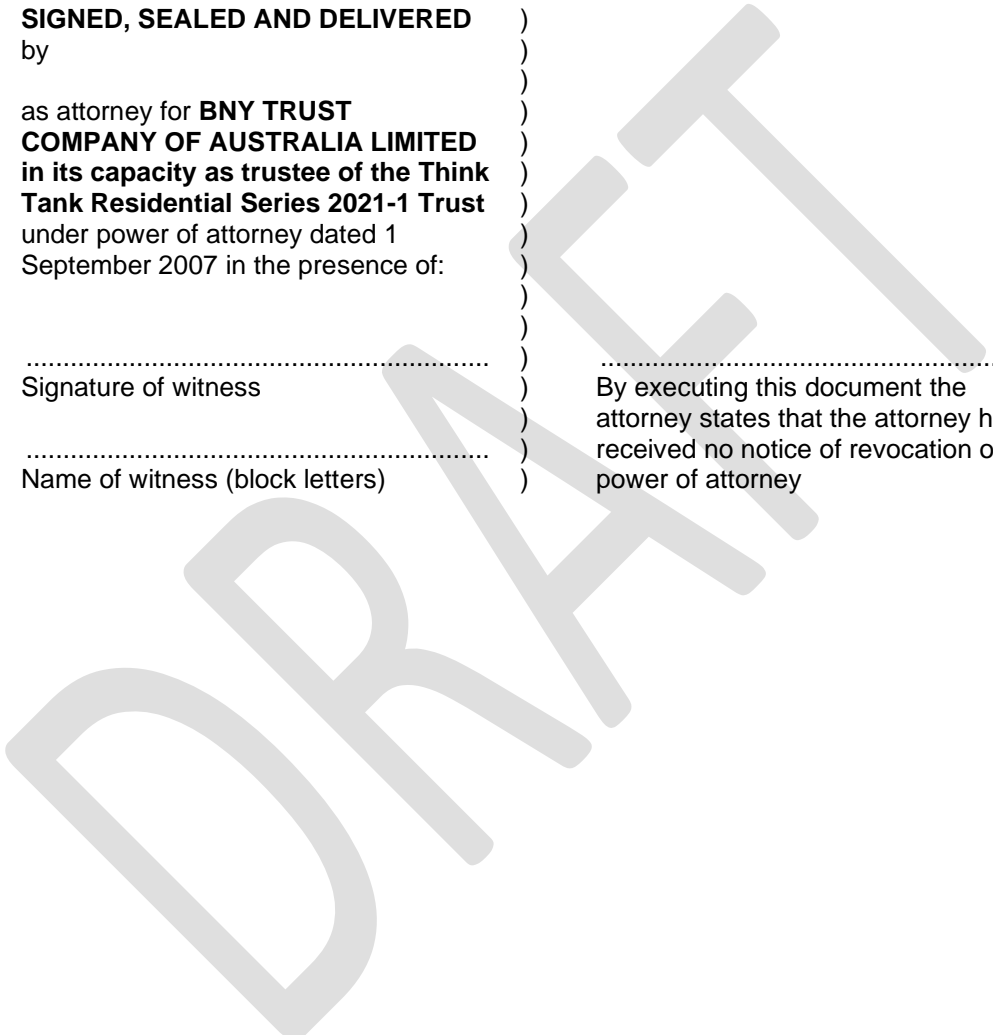 SIGNED, SEALED AND DELIVERED )
by )
)
as attorney for BNY TRUST )
COMPANY OF AUSTRALIA LIMITED )
in its capacity as trustee of the Think )
Tank Residential Series 2021-1 Trust )
under power of attorney dated 1 )
September 2007 in the presence of: )
)
)
............................................................... )
Signature of witness )
)
............................................................... )
Name of witness (block letters) )
......................................................
By executing this document the
attorney states that the attorney h
received no notice of revocation o
power of attorney
DRAFT